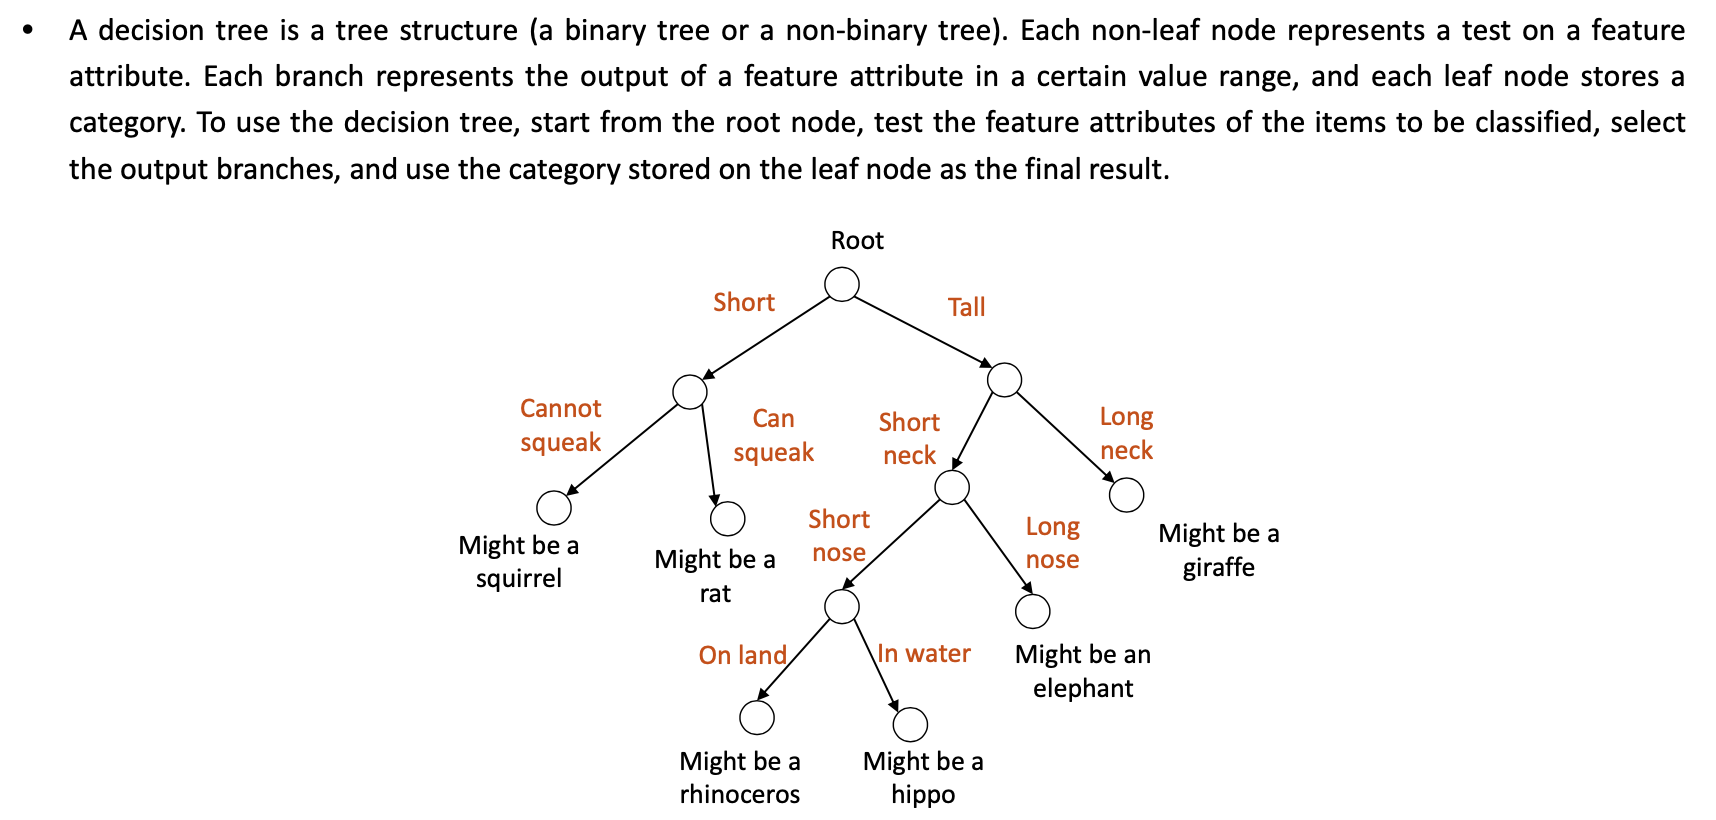 • A decision tree is a tree structure (a binary tree or a non-binary tree). Each non-leaf node represents a test on a feature
attribute. Each branch represents the output of a feature attribute in a certain value range, and each leaf node stores a
category. To use the decision tree, start from the root node, test the feature attributes of the items to be classified, select
the output branches, and use the category stored on the leaf node as the final result.
Root
Short
Tall
Cannot
squeak
Can
squeak
Short
neck
Long
neck
Might be a
squirrel
Might be a
rat
Short
nose
Long
nose
Might be a
giraffe
On land
In water
Might be an
elephant
Might be a
rhinoceros
Might be a
hippo